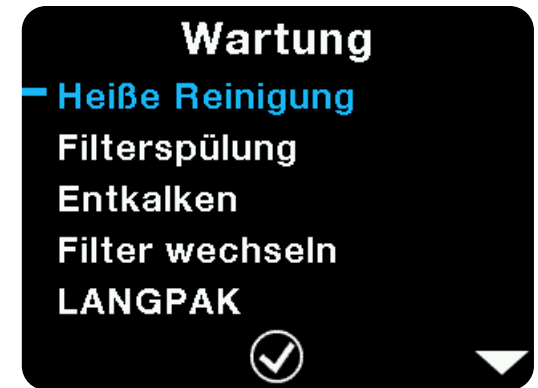 Wartung
Heiße Reinigung
Filterspülung
Entkalken
Filter wechseln
LANGPAK